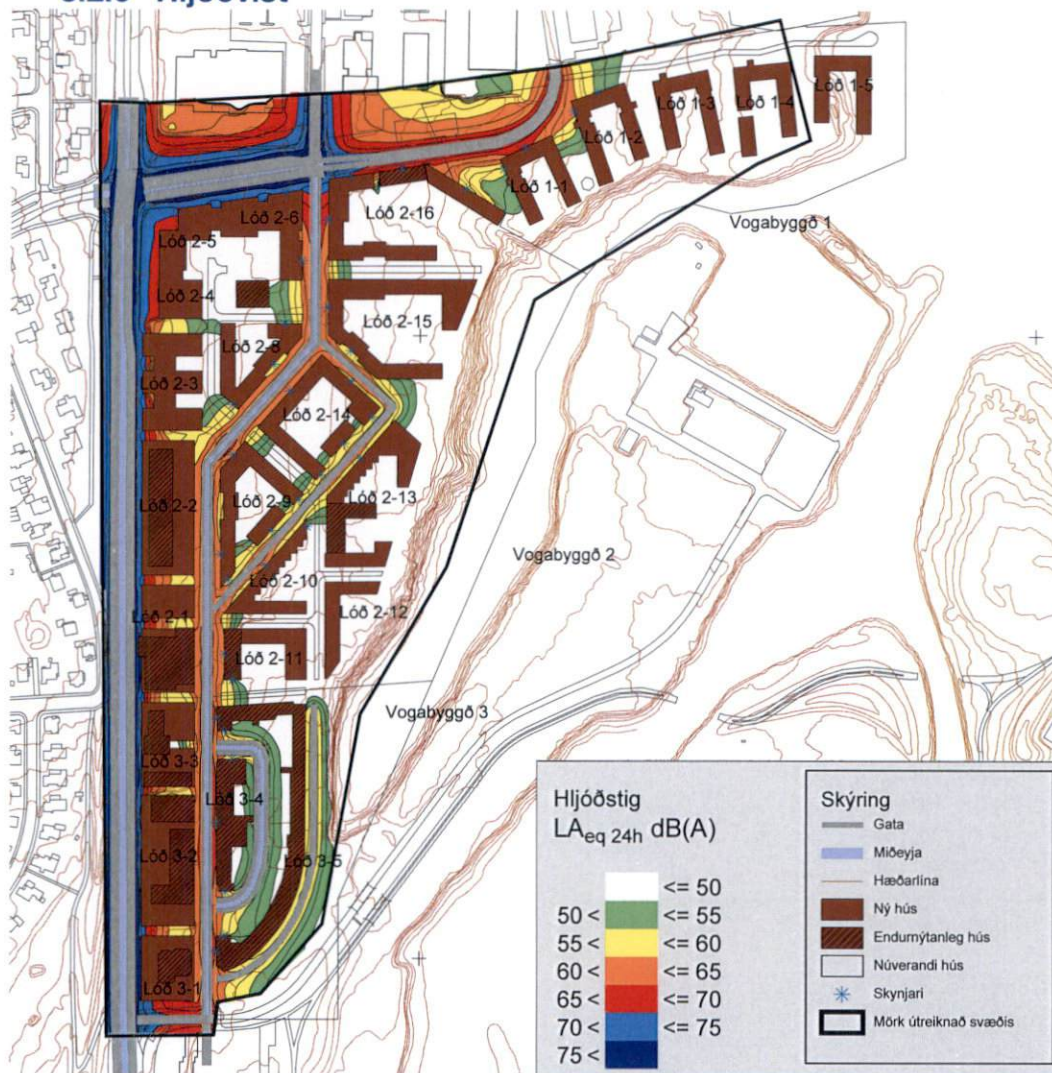 Lóð 1-5
Lóð 1-3
Lóð 1-4
Lóð 1-2
Lóð 1-1
Lóð 2-16
Lóð 2-6
Lóð 2-5
Vogabyggð 1
Lóð 2-4
Lóð 2-15
Lóð 2-8
Lóð 2-3
Lóð 2-14
Lóð 2-2
Lóð 2-9
Lóð 2-13
Vogabyggð 2
Lóð 2-10
Lóð 2-12
Lóð 2-1
Lóð 2-11
Vogabyggð 3
Lóð 3-3
Lóð 3-4
Lóð 3-2
Lóð 3-5
Lóð 3-1
Hljóðstig
LAeq 24h dB(A)
<= 50
50 < <= 55
55 < <= 60
60 < <= 65
65 < <= 70
70 < <= 75
75 <
Skýring
Gata
Miðeyja
Hæðarlína
Ný hús
Endurnýtanleg hús
Núverandi hús
Skynjari
Mörk útreiknað svæðis